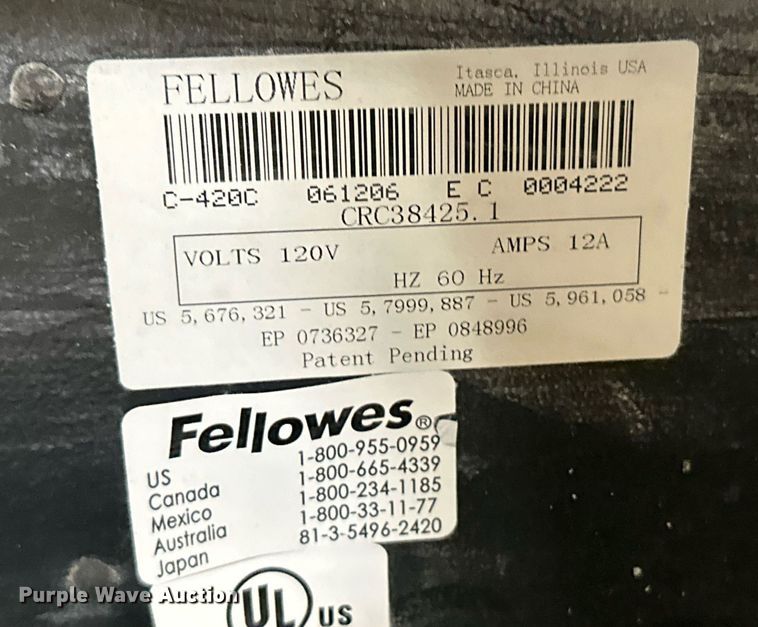 FELLOWES
Itasca, Illinois USA
MADE IN CHINA
C-420C 061206 E C 0004222
CRC38425.1
VOLTS 120V AMPS 12A
HZ 60 Hz
US 5,676,321 - US 5,7999,887 - US 5,961,058 -
EP 0736327 - EP 0848996
Patent Pending
Fellowes®
US 1-800-955-0959
Canada 1-800-665-4339
Mexico 1-800-234-1185
Australia 1-800-33-11-77
Japan 81-3-5496-2420
UL US
Purple Wave Auction